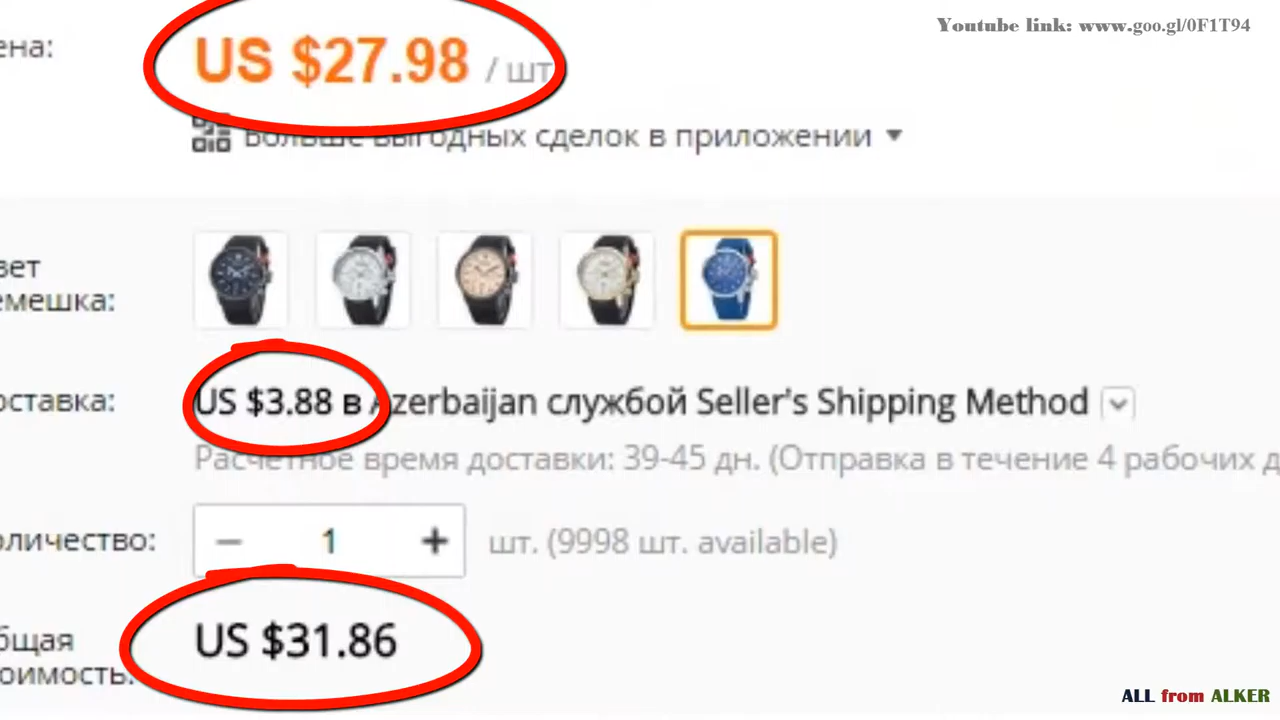 Youtube link: www.goo.gl/0F1T94
ена:
US $27.98 / шт
Больше выгодных сделок в приложении
вет
емешка:
оставка:
US $3.88 в Azerbaijan службой Seller's Shipping Method
Расчетное время доставки: 39-45 дн. (Отправка в течение 4 рабочих д
оличество:
− 1 + шт. (9998 шт. available)
бщая
тоимость:
US $31.86
ALL from ALKER